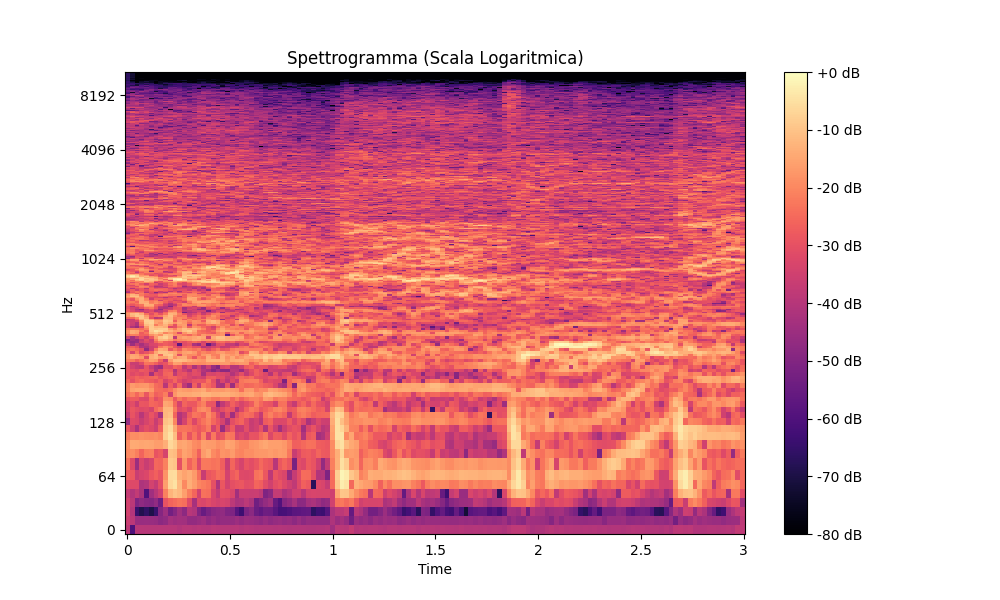 Spettrogramma (Scala Logaritmica)
Hz
8192
4096
2048
1024
512
256
128
64
0
0 0.5 1 1.5 2 2.5 3
Time
+0 dB
-10 dB
-20 dB
-30 dB
-40 dB
-50 dB
-60 dB
-70 dB
-80 dB